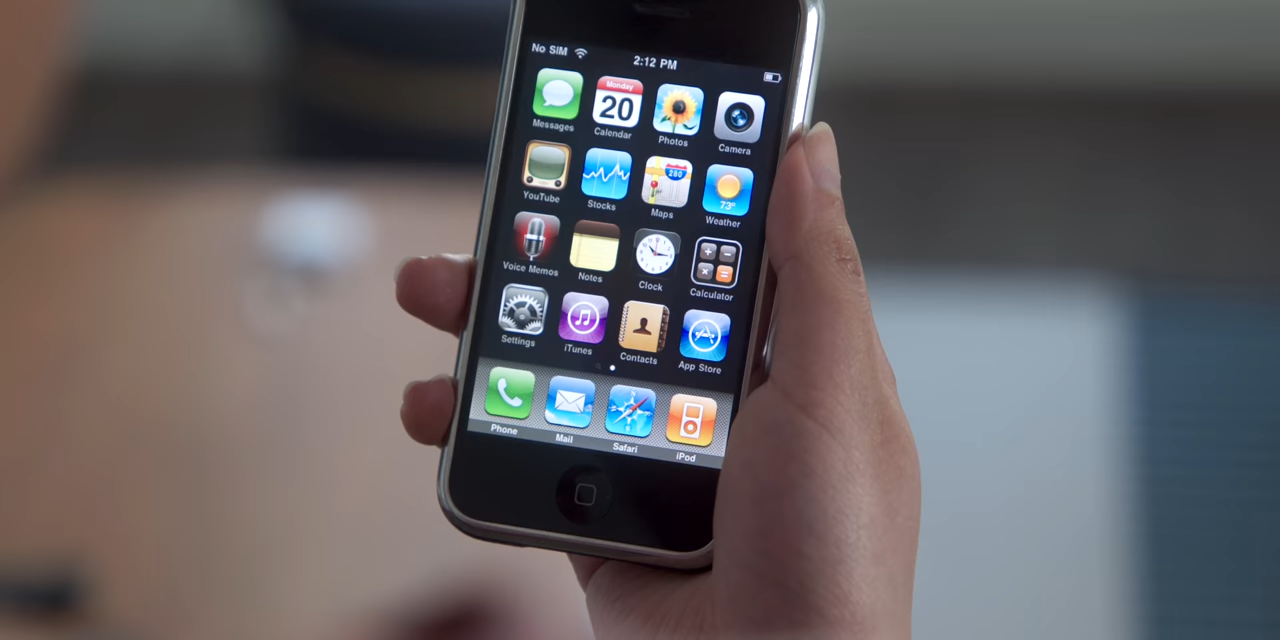 No SIM 2:12 PM
Monday
20
Messages Calendar Photos Camera
280
73°
YouTube Stocks Maps Weather
Voice Memos Notes Clock Calculator
Settings iTunes Contacts App Store
Phone Mail Safari iPod